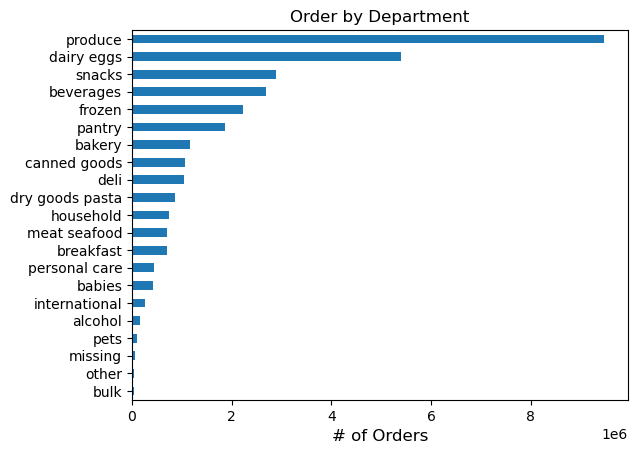 Order by Department
produce
dairy eggs
snacks
beverages
frozen
pantry
bakery
canned goods
deli
dry goods pasta
household
meat seafood
breakfast
personal care
babies
international
alcohol
pets
missing
other
bulk
0 2 4 6 8
1e6
# of Orders